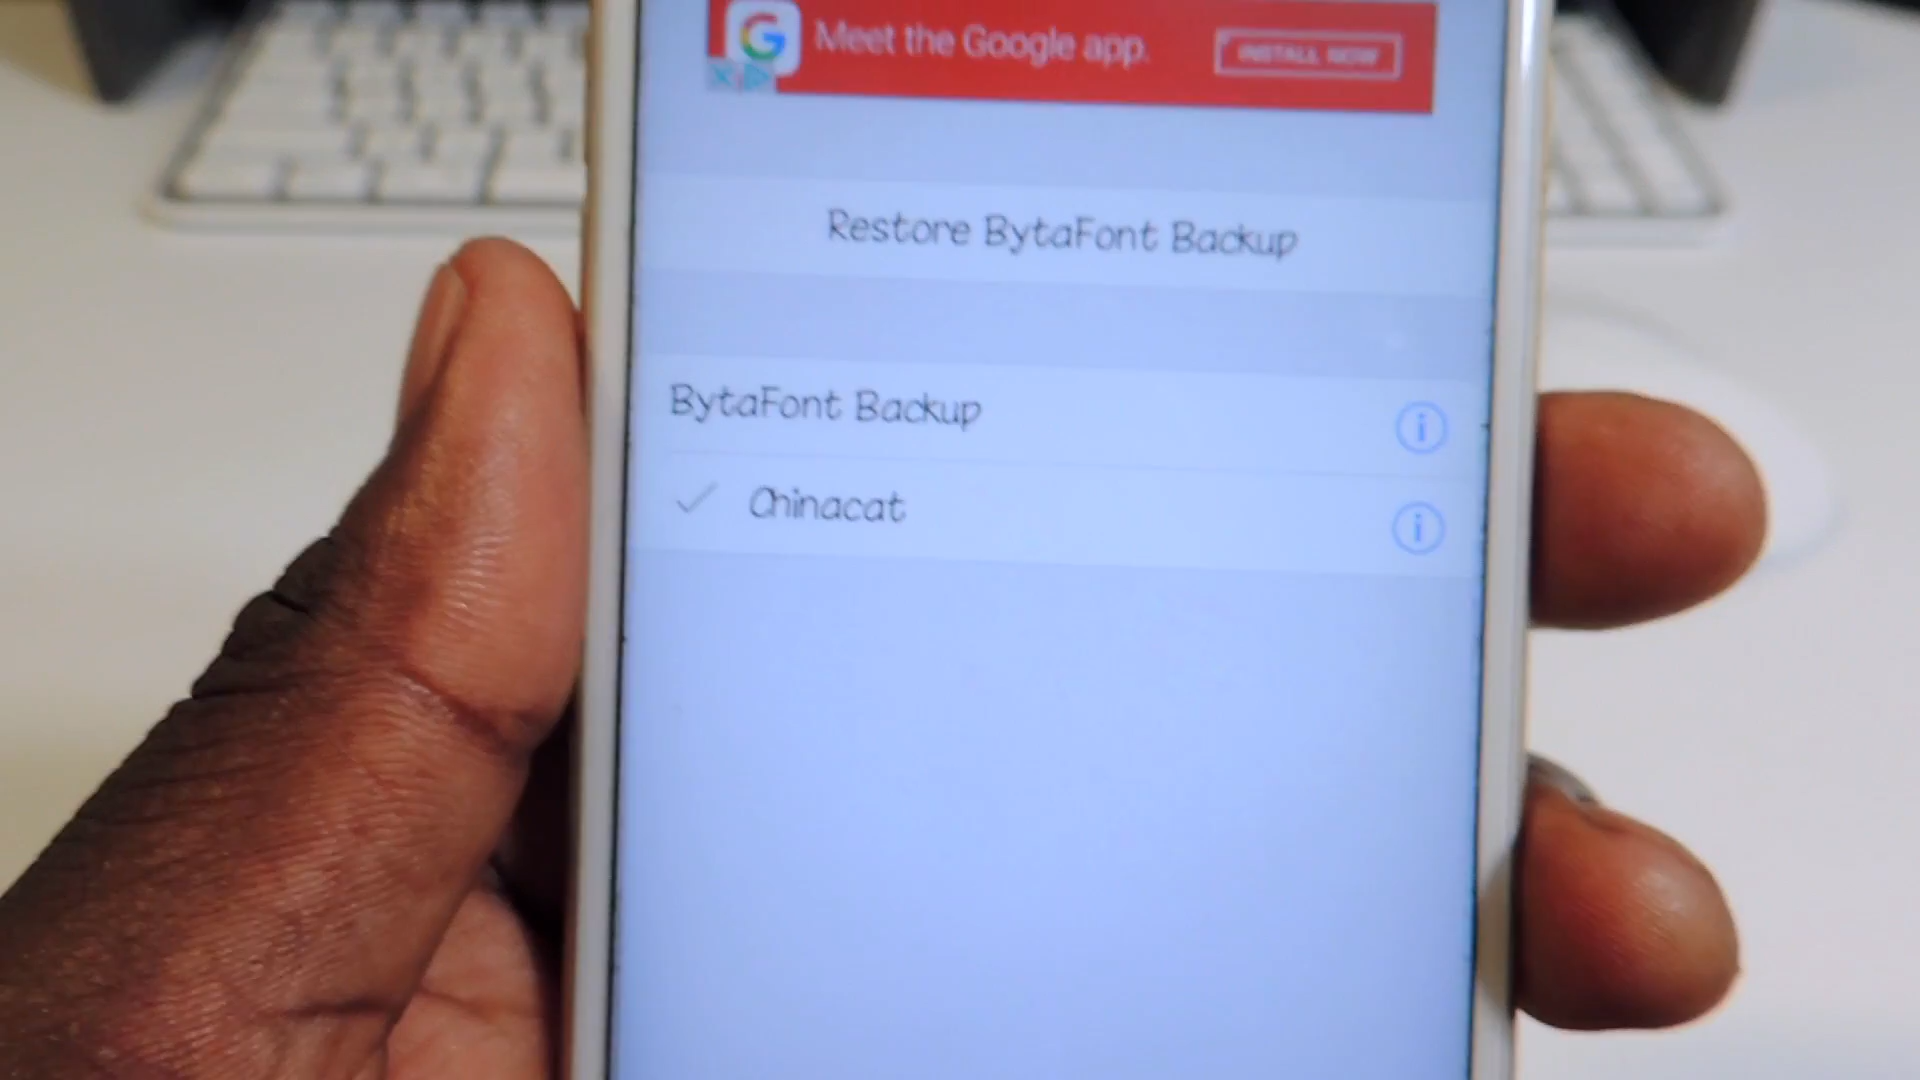 Meet the Google app.
INSTALL NOW
Restore BytaFont Backup
BytaFont Backup
Chinacat